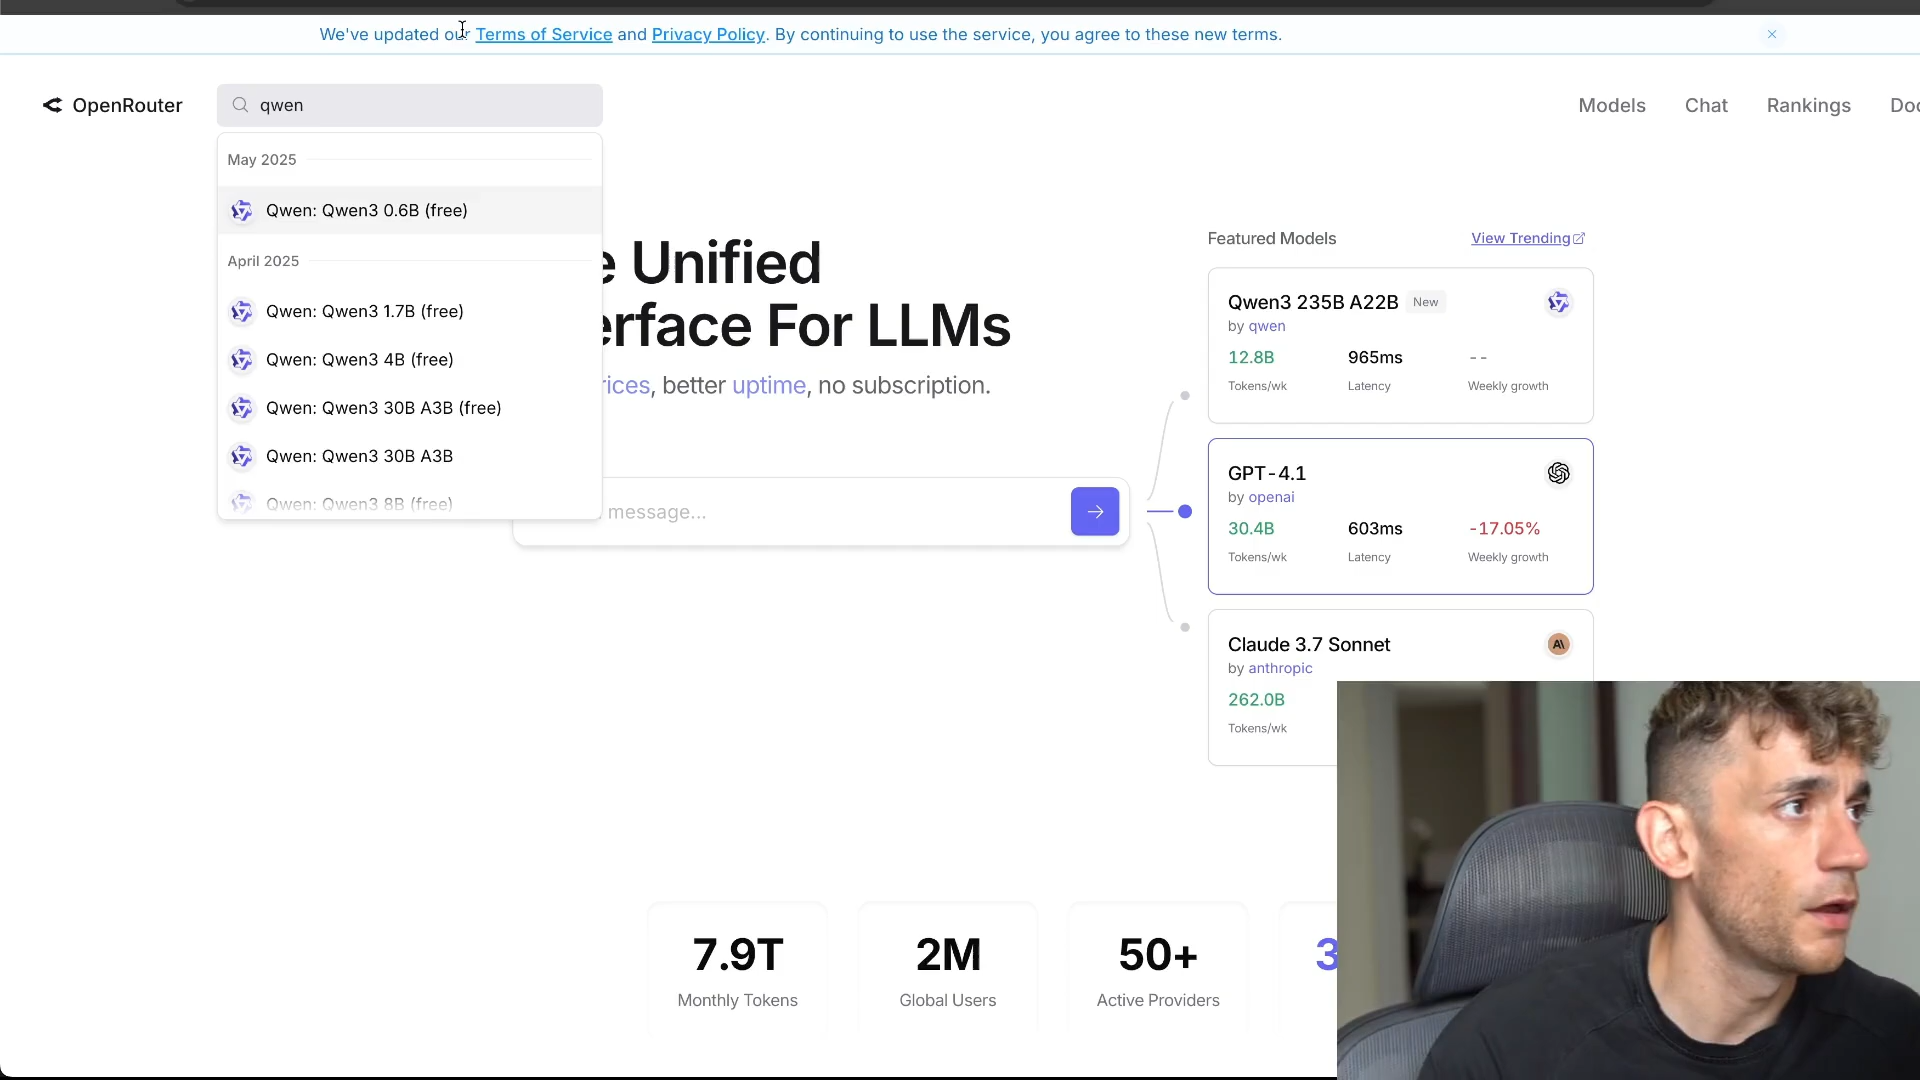 We've updated our Terms of Service and Privacy Policy. By continuing to use the service, you agree to these new terms.
OpenRouter
qwen
Models
Chat
Rankings
May 2025
Qwen: Qwen3 0.6B (free)
April 2025
Qwen: Qwen3 1.7B (free)
Qwen: Qwen3 4B (free)
Qwen: Qwen3 30B A3B (free)
Qwen: Qwen3 30B A3B
Qwen: Qwen3 8B (free)
Unified
For LLMs
, better uptime, no subscription.
message...
Featured Models
View Trending
Qwen3 235B A22B
New
by qwen
12.8B
965ms
--
Tokens/wk
Latency
Weekly growth
GPT-4.1
by openai
30.4B
603ms
-17.05%
Tokens/wk
Latency
Weekly growth
Claude 3.7 Sonnet
by anthropic
262.0B
Tokens/wk
7.9T
2M
50+
3
Monthly Tokens
Global Users
Active Providers